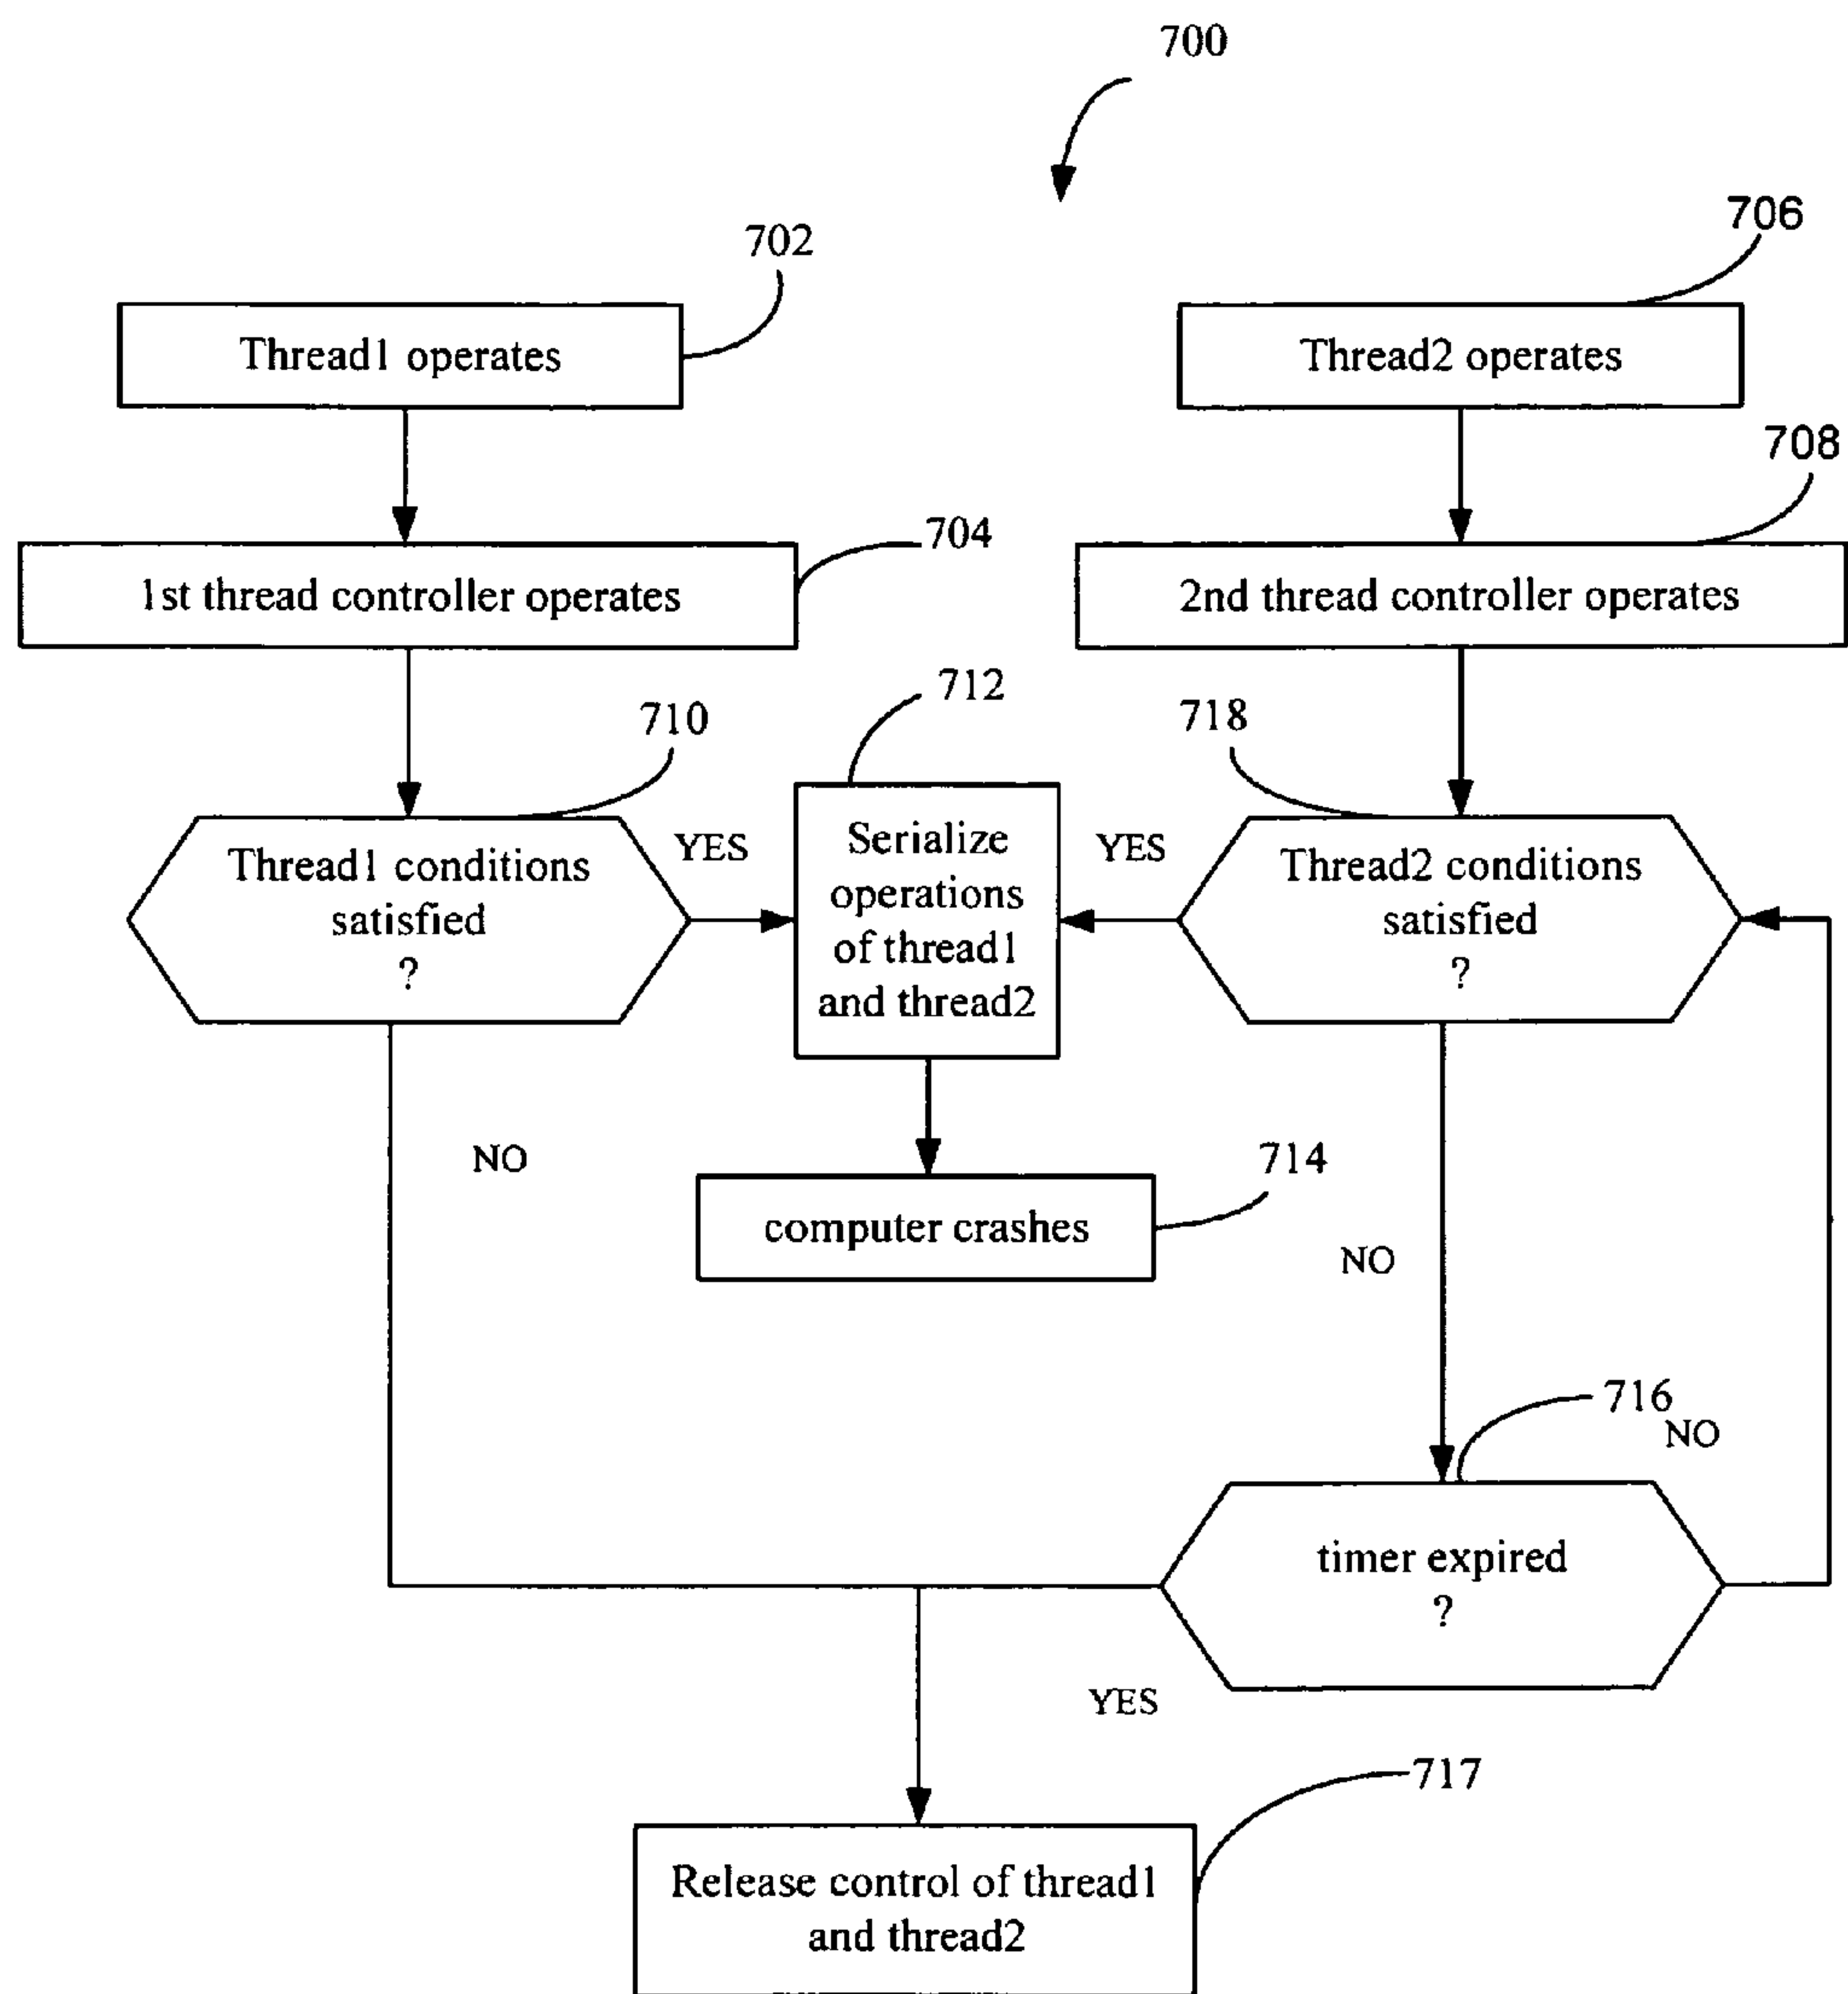 700
702
706
Thread1 operates
Thread2 operates
708
704
1st thread controller operates
2nd thread controller operates
712
710
718
Thread1 conditions
satisfied
?
YES
Serialize
operations
of thread1
and thread2
YES
Thread2 conditions
satisfied
?
NO
714
computer crashes
NO
716
NO
timer expired
?
YES
717
Release control of thread1
and thread2